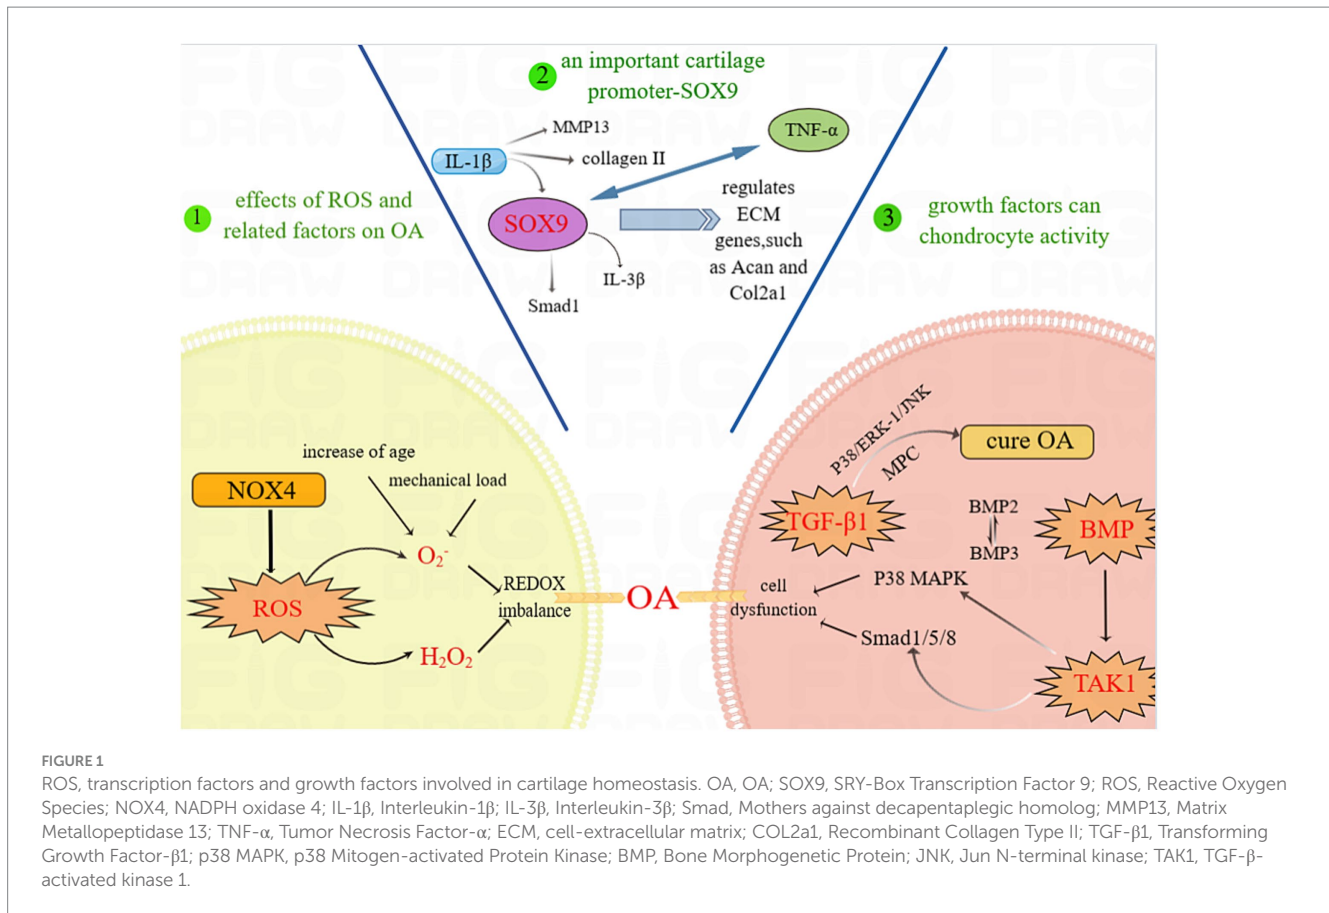 1
effects of ROS and
related factors on OA
2
an important cartilage
promoter-SOX9
IL-1β
MMP13
collagen II
TNF-α
SOX9
regulates
ECM
genes,such
as Acan and
Col2a1
IL-3β
Smad1
3
growth factors can
chondrocyte activity
increase of age
mechanical load
NOX4
ROS
O₂⁻
H₂O₂
REDOX
imbalance
OA
cell
dysfunction
P38/ERK-1/JNK
MPC
cure OA
TGF-β1
BMP2
BMP3
BMP
P38 MAPK
Smad1/5/8
TAK1
FIG
DRAW
FIGURE 1
ROS, transcription factors and growth factors involved in cartilage homeostasis. OA, OA; SOX9, SRY-Box Transcription Factor 9; ROS, Reactive Oxygen
Species; NOX4, NADPH oxidase 4; IL-1β, Interleukin-1β; IL-3β, Interleukin-3β; Smad, Mothers against decapentaplegic homolog; MMP13, Matrix
Metallopeptidase 13; TNF-α, Tumor Necrosis Factor-α; ECM, cell-extracellular matrix; COL2a1, Recombinant Collagen Type II; TGF-β1, Transforming
Growth Factor-β1; p38 MAPK, p38 Mitogen-activated Protein Kinase; BMP, Bone Morphogenetic Protein; JNK, Jun N-terminal kinase; TAK1, TGF-β-
activated kinase 1.